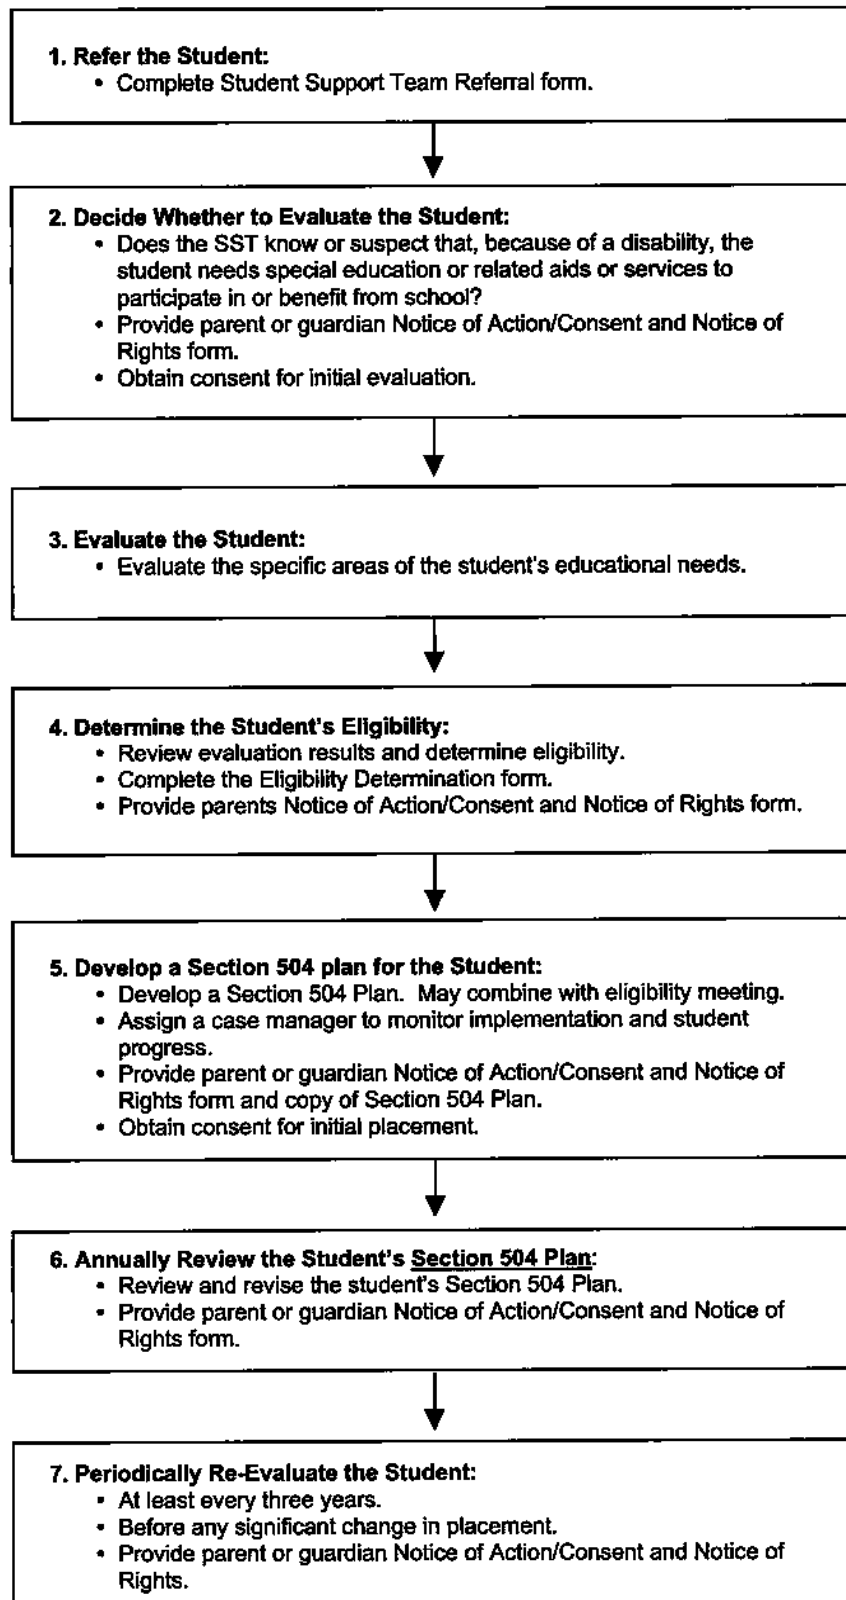 1. Refer the Student:
• Complete Student Support Team Referral form.
2. Decide Whether to Evaluate the Student:
• Does the SST know or suspect that, because of a disability, the
student needs special education or related aids or services to
participate in or benefit from school?
• Provide parent or guardian Notice of Action/Consent and Notice of
Rights form.
• Obtain consent for initial evaluation.
3. Evaluate the Student:
• Evaluate the specific areas of the student's educational needs.
4. Determine the Student's Eligibility:
• Review evaluation results and determine eligibility.
• Complete the Eligibility Determination form.
• Provide parents Notice of Action/Consent and Notice of Rights form.
5. Develop a Section 504 plan for the Student:
• Develop a Section 504 Plan. May combine with eligibility meeting.
• Assign a case manager to monitor implementation and student
progress.
• Provide parent or guardian Notice of Action/Consent and Notice of
Rights form and copy of Section 504 Plan.
• Obtain consent for initial placement.
6. Annually Review the Student's Section 504 Plan:
• Review and revise the student's Section 504 Plan.
• Provide parent or guardian Notice of Action/Consent and Notice of
Rights form.
7. Periodically Re-Evaluate the Student:
• At least every three years.
• Before any significant change in placement.
• Provide parent or guardian Notice of Action/Consent and Notice of
Rights.